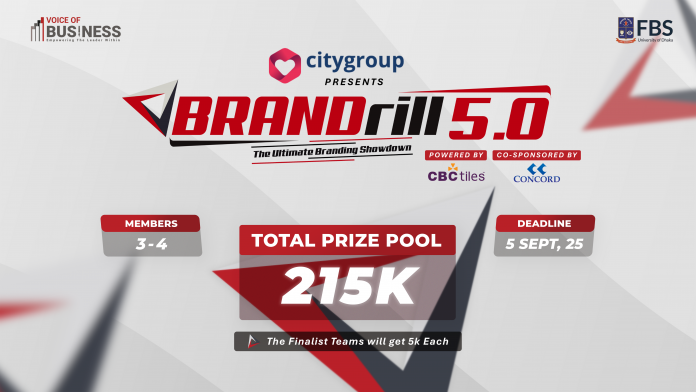 VOICE OF
BUSINESS
Empowering The Leader Within
FBS
University of Dhaka
citygroup
PRESENTS
BRANDrill 5.0
The Ultimate Branding Showdown
POWERED BY
CO-SPONSORED BY
CBC tiles
CONCORD
MEMBERS
3-4
TOTAL PRIZE POOL
215K
DEADLINE
5 SEPT, 25
The Finalist Teams will get 5k Each